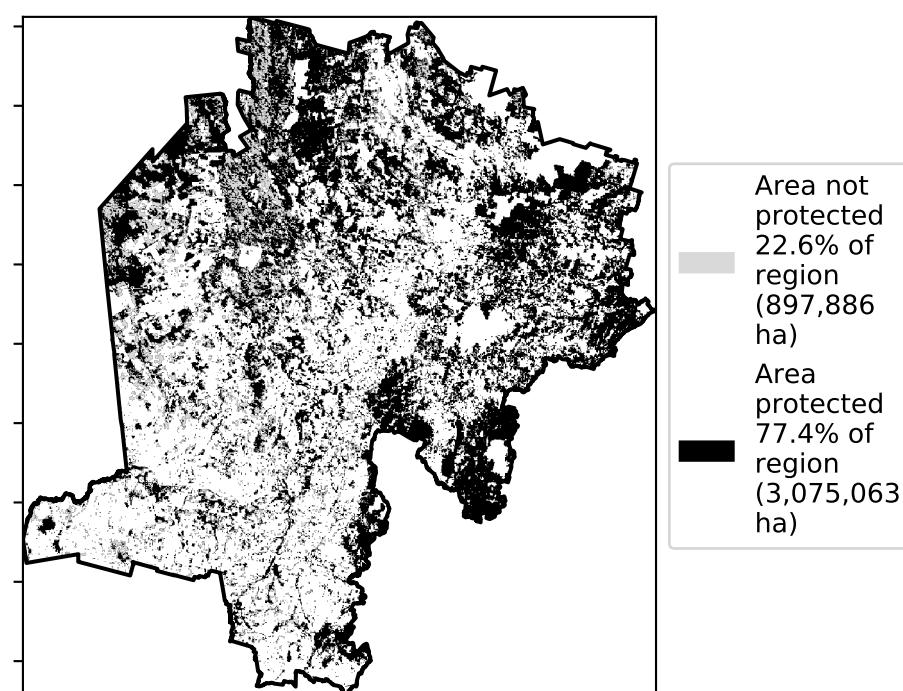 Area not
protected
22.6% of
region
(897,886
ha)
Area
protected
77.4% of
region
(3,075,063
ha)